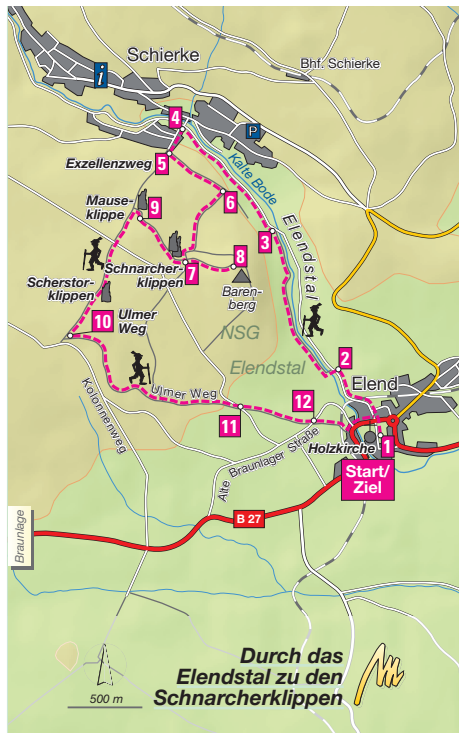 Schierke
Bhf. Schierke
i
4
P
Exzellenzweg
5
Kalte Bode
6
Mause-
klippe
9
Elendstal
3
Schnarcher-
klippen
7
8
Scherstor-
klippen
Baren-
berg
10
Ulmer
Weg
NSG
Elendstal
2
Elend
Kolonnenweg
Ulmer Weg
11
12
Alte Braunlager Straße
Holzkirche
1
Start/
Ziel
B 27
Braunlage
500 m
Durch das
Elendstal zu den
Schnarcherklippen